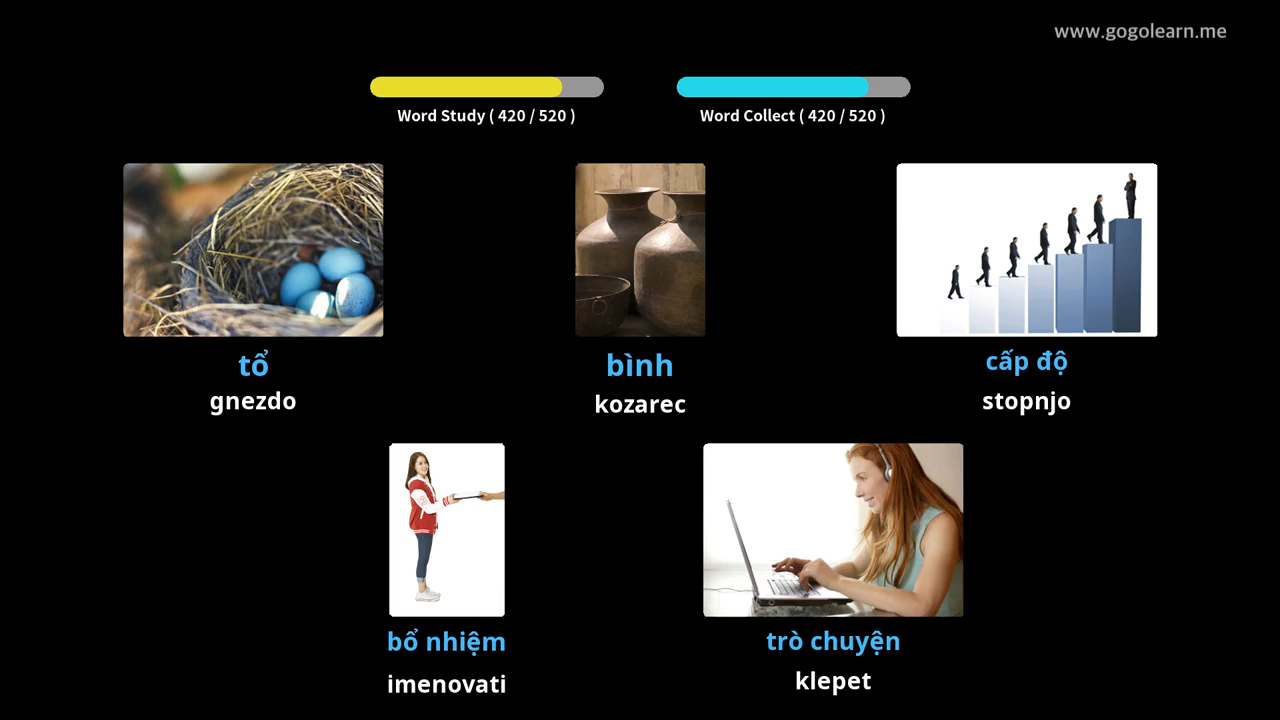 www.gogolearn.me
Word Study ( 420 / 520 )
Word Collect ( 420 / 520 )
tổ
gnezdo
bình
kozarec
cấp độ
stopnjo
bổ nhiệm
imenovati
trò chuyện
klepet